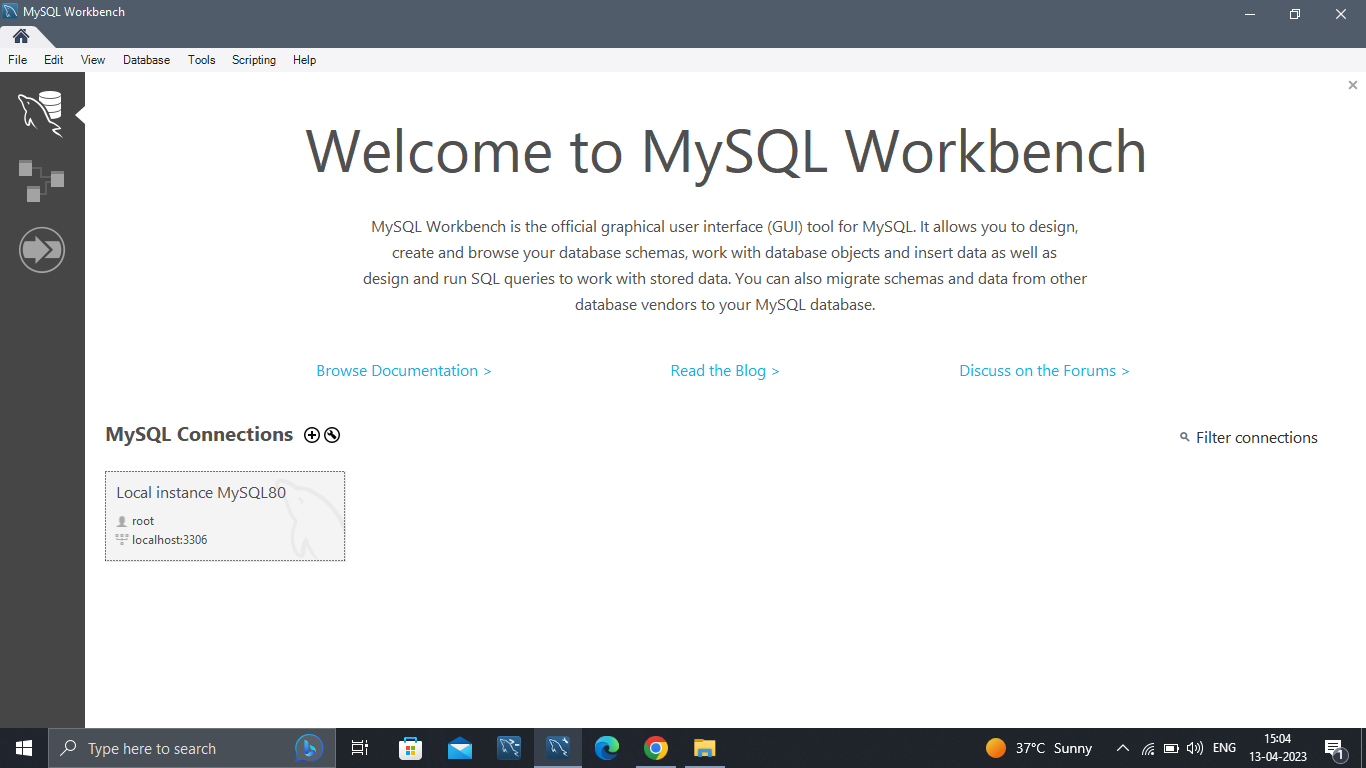 MySQL Workbench
File Edit View Database Tools Scripting Help
Welcome to MySQL Workbench
MySQL Workbench is the official graphical user interface (GUI) tool for MySQL. It allows you to design,
create and browse your database schemas, work with database objects and insert data as well as
design and run SQL queries to work with stored data. You can also migrate schemas and data from other
database vendors to your MySQL database.
Browse Documentation > Read the Blog > Discuss on the Forums >
MySQL Connections Filter connections
Local instance MySQL80
root
localhost:3306
Type here to search 37°C Sunny ENG 15:04
13-04-2023 1